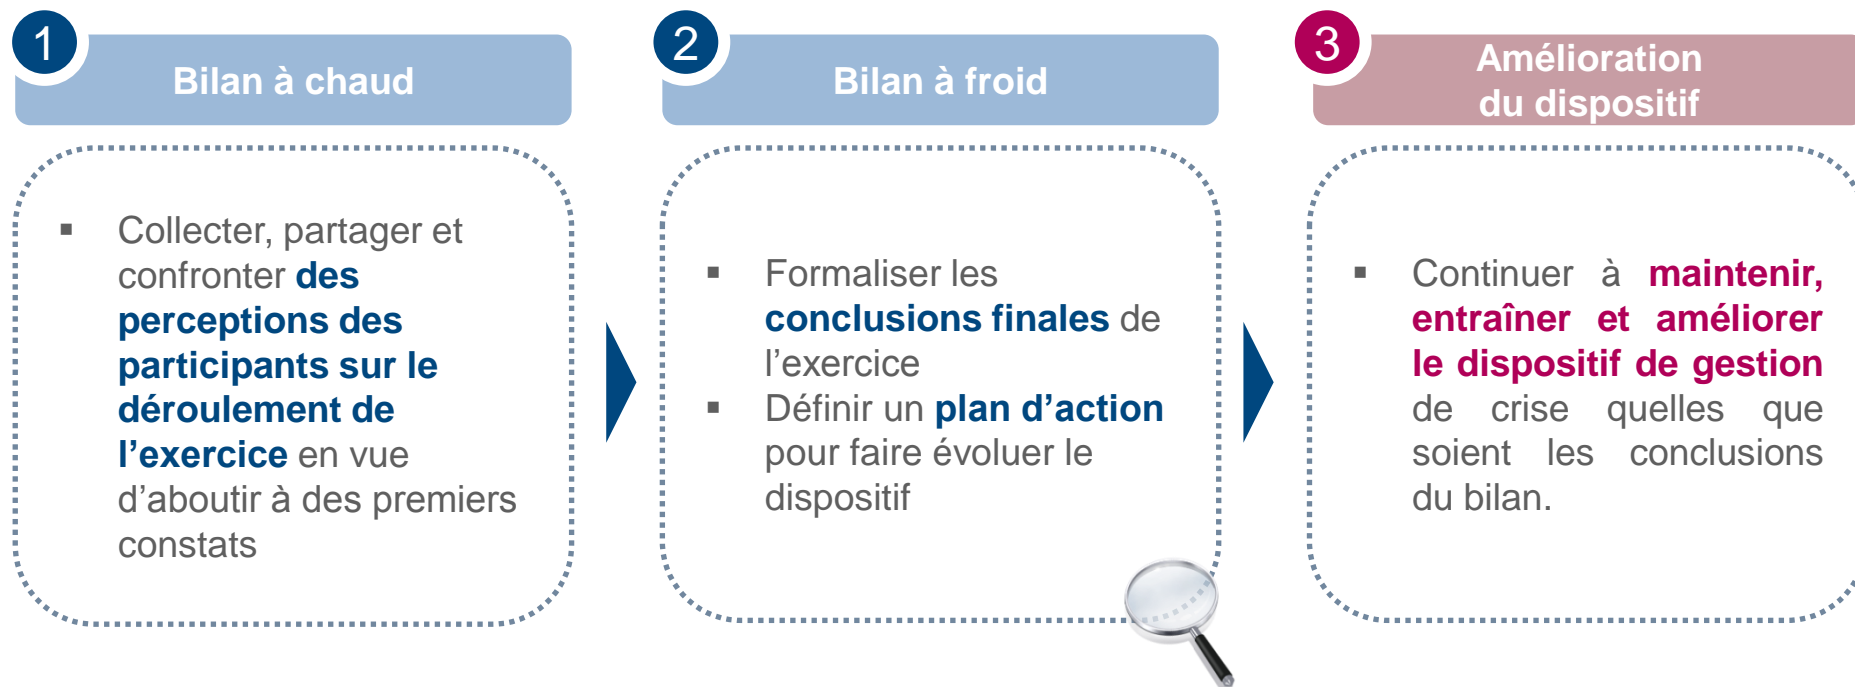 1
Bilan à chaud
▪ Collecter, partager et
confronter des
perceptions des
participants sur le
déroulement de
l’exercice en vue
d’aboutir à des premiers
constats
2
Bilan à froid
▪ Formaliser les
conclusions finales de
l’exercice
▪ Définir un plan d’action
pour faire évoluer le
dispositif
3
Amélioration
du dispositif
▪ Continuer à maintenir,
entraîner et améliorer
le dispositif de gestion
de crise quelles que
soient les conclusions
du bilan.